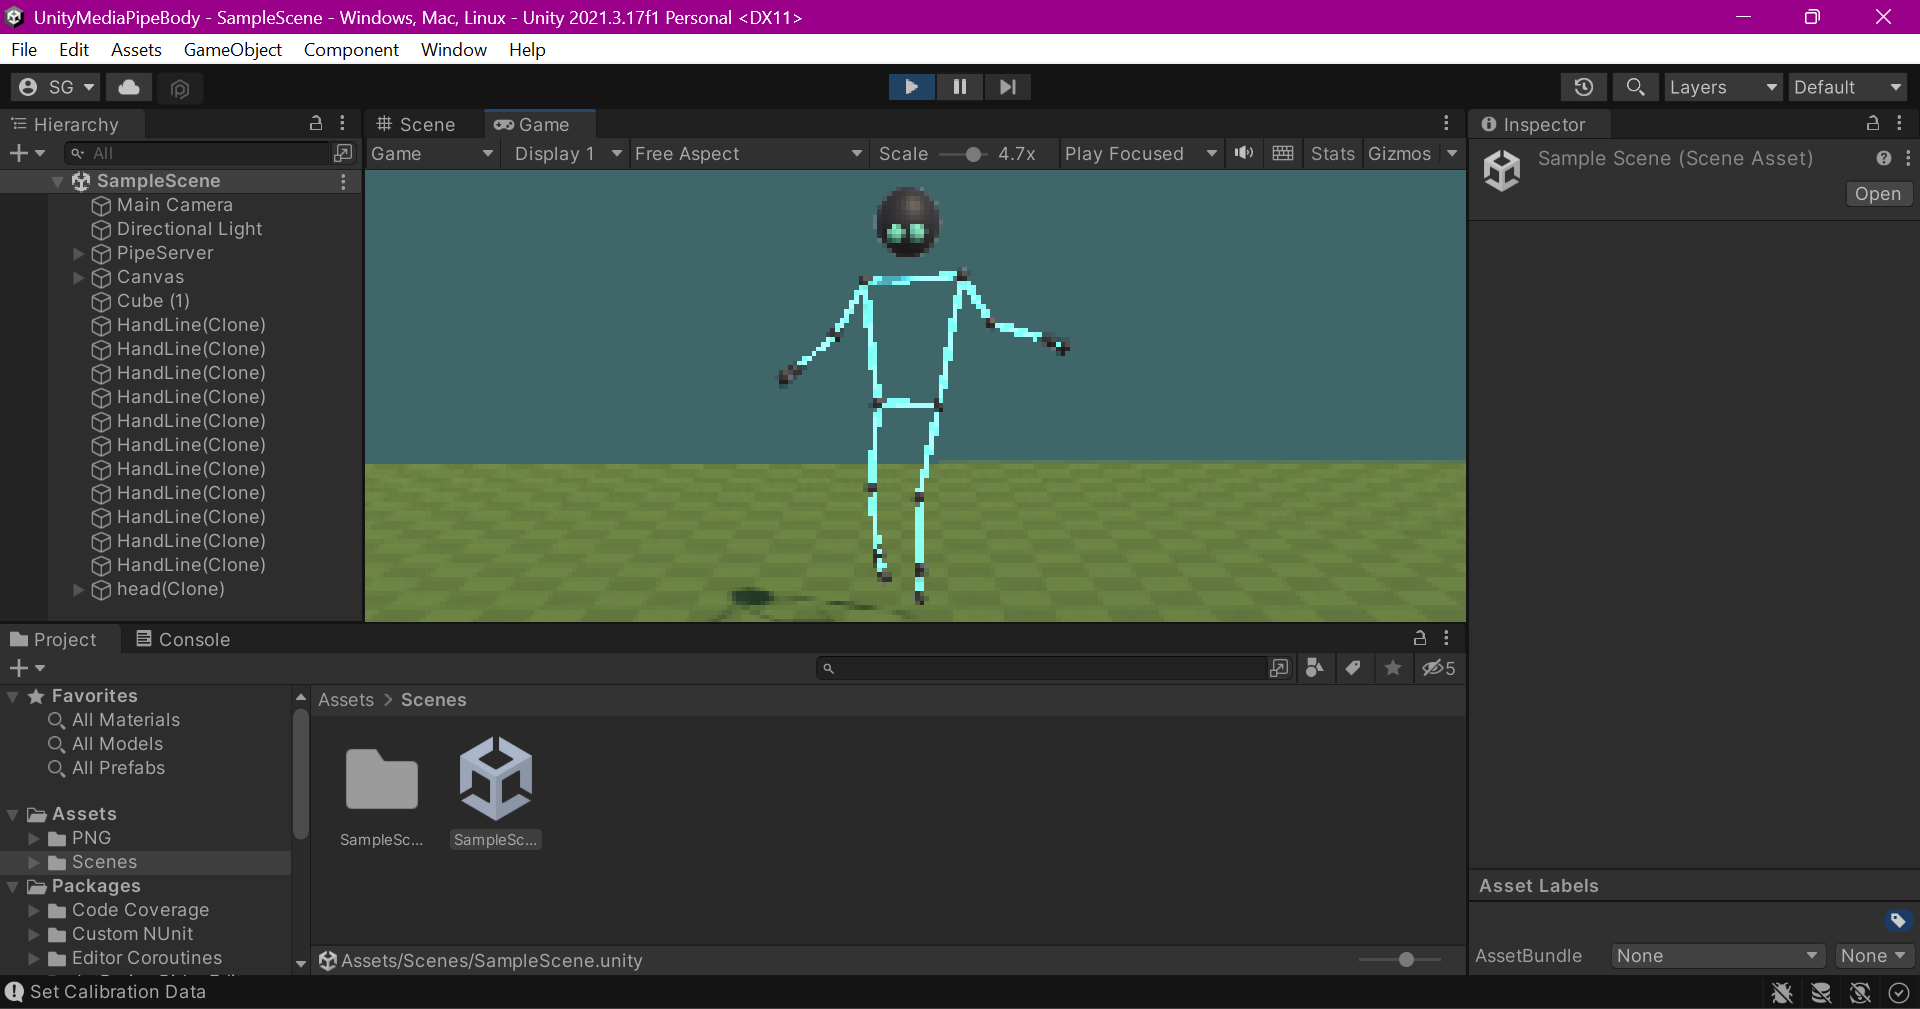 UnityMediaPipeBody - SampleScene - Windows, Mac, Linux - Unity 2021.3.17f1 Personal <DX11>
File Edit Assets GameObject Component Window Help
SG Layers Default
Hierarchy
All
SampleScene
Main Camera
Directional Light
PipeServer
Canvas
Cube (1)
HandLine(Clone)
HandLine(Clone)
HandLine(Clone)
HandLine(Clone)
HandLine(Clone)
HandLine(Clone)
HandLine(Clone)
HandLine(Clone)
HandLine(Clone)
HandLine(Clone)
HandLine(Clone)
head(Clone)
Scene Game
Game Display 1 Free Aspect Scale 4.7x Play Focused Stats Gizmos
Inspector
Sample Scene (Scene Asset)
Open
Project Console
5
Favorites
All Materials
All Models
All Prefabs
Assets
PNG
Scenes
Packages
Code Coverage
Custom NUnit
Editor Coroutines
Assets > Scenes
SampleSc...
SampleSc...
Assets/Scenes/SampleScene.unity
Asset Labels
AssetBundle None None
Set Calibration Data